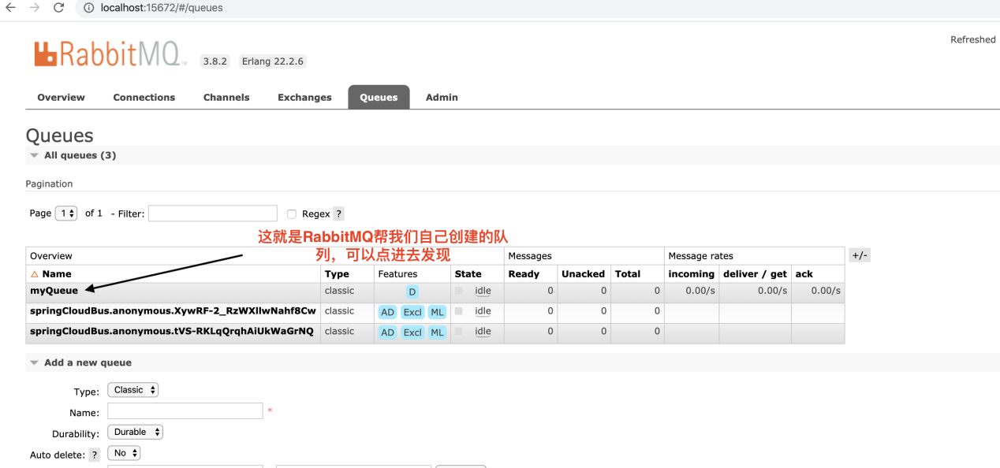 localhost:15672/#/queues
Refreshed
RabbitMQ 3.8.2 Erlang 22.2.6
Overview Connections Channels Exchanges Queues Admin
Queues
All queues (3)
Pagination
Page 1 of 1 - Filter: Regex ?
这就是RabbitMQ帮我们自己创建的队
列，可以点进去发现
Overview Messages Message rates +/-
Name Type Features State Ready Unacked Total incoming deliver / get ack
myQueue classic D idle 0 0 0 0.00/s 0.00/s 0.00/s
springCloudBus.anonymous.XywRF-2_RzWXllwNahf8Cw classic AD Excl ML idle 0 0 0
springCloudBus.anonymous.tVS-RKLqQrqhAiUkWaGrNQ classic AD Excl ML idle 0 0 0
Add a new queue
Type: Classic
Name: *
Durability: Durable
Auto delete: ? No